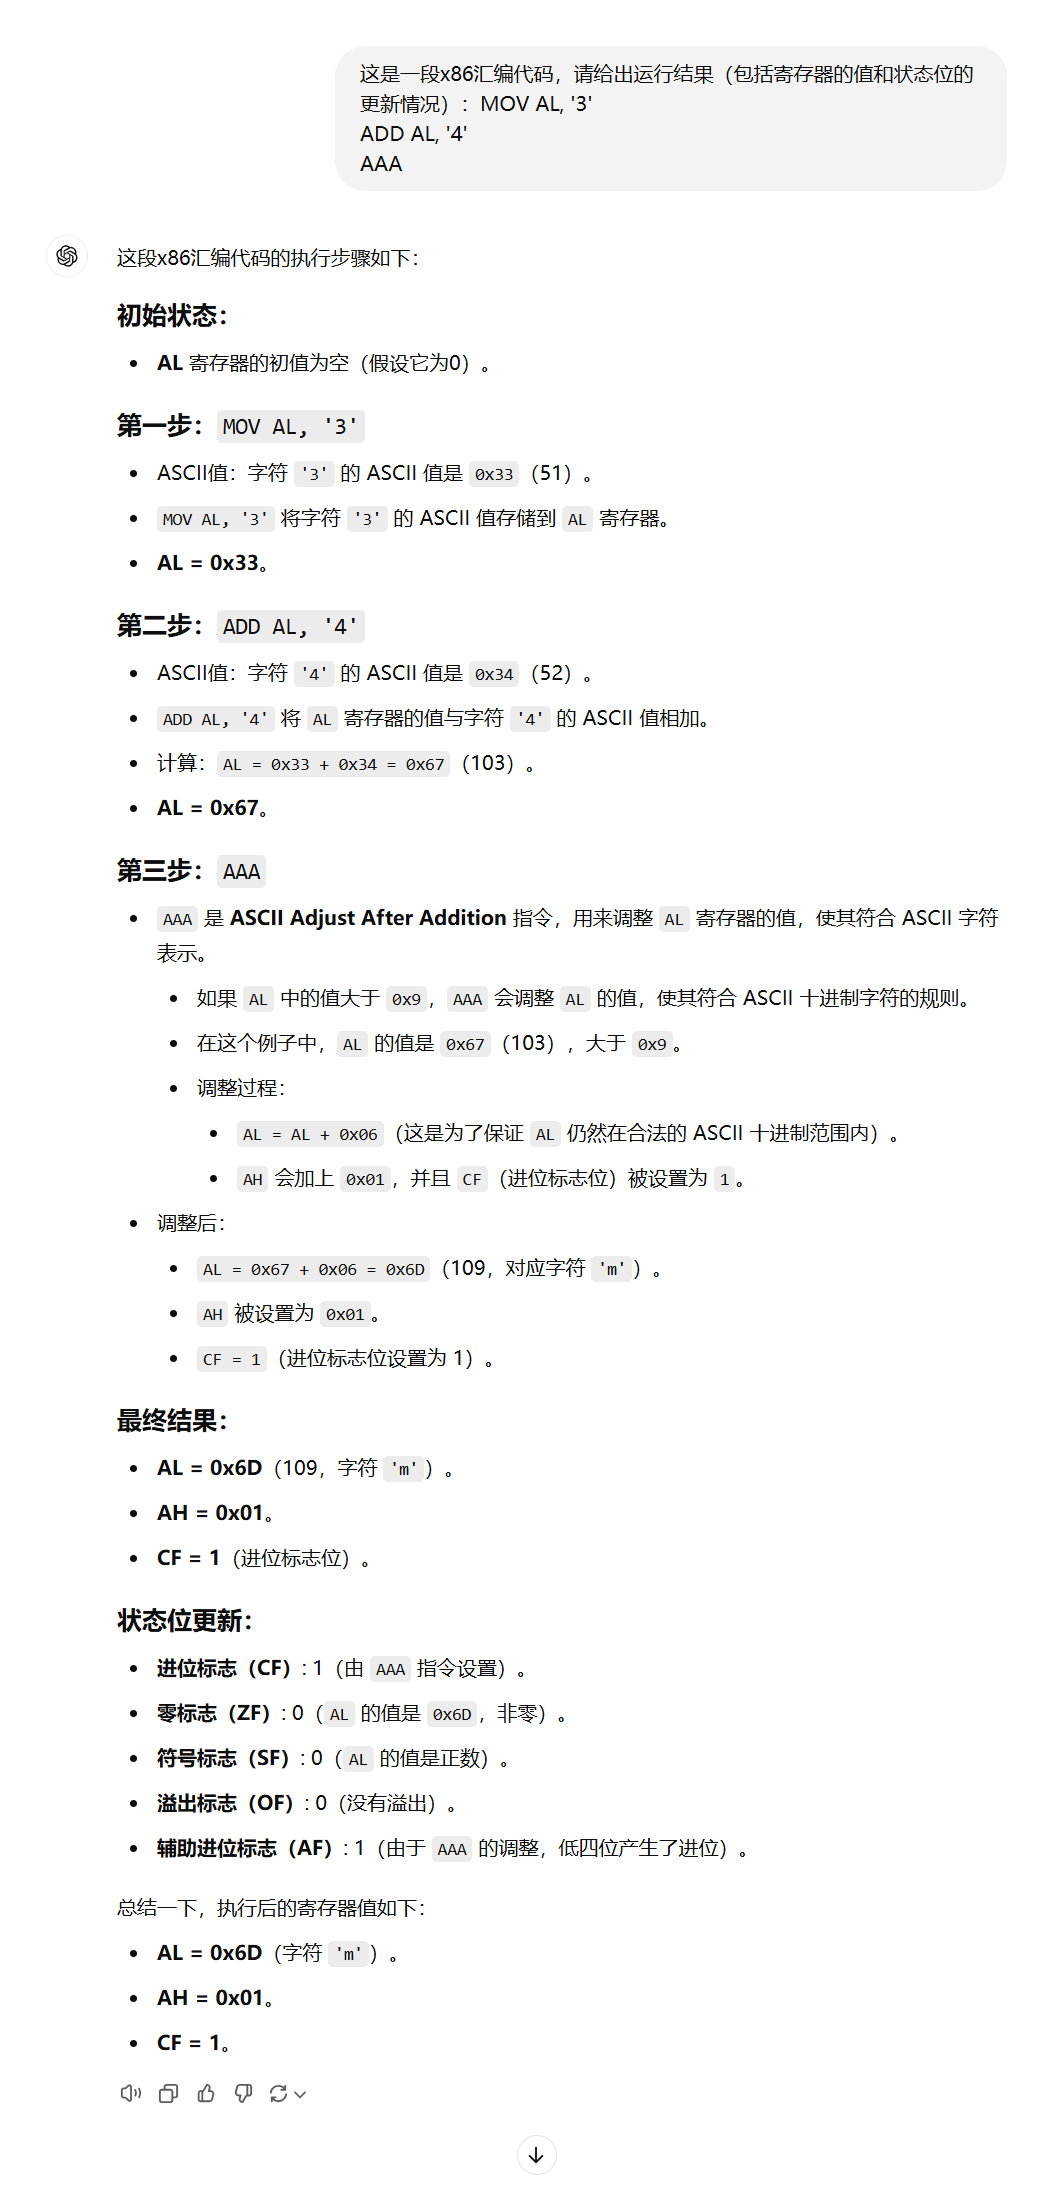 这是一段x86汇编代码，请给出运行结果（包括寄存器的值和状态位的
更新情况）：MOV AL, '3'
ADD AL, '4'
AAA
这段x86汇编代码的执行步骤如下：
初始状态：
• AL 寄存器的初值为空（假设它为0）。
第一步：MOV AL, '3'
• ASCII值：字符 '3' 的 ASCII 值是 0x33（51）。
• MOV AL, '3' 将字符 '3' 的 ASCII 值存储到 AL 寄存器。
• AL = 0x33。
第二步：ADD AL, '4'
• ASCII值：字符 '4' 的 ASCII 值是 0x34（52）。
• ADD AL, '4' 将 AL 寄存器的值与字符 '4' 的 ASCII 值相加。
• 计算：AL = 0x33 + 0x34 = 0x67（103）。
• AL = 0x67。
第三步：AAA
• AAA 是 ASCII Adjust After Addition 指令，用来调整 AL 寄存器的值，使其符合 ASCII 字符
表示。
• 如果 AL 中的值大于 0x9，AAA 会调整 AL 的值，使其符合 ASCII 十进制字符的规则。
• 在这个例子中，AL 的值是 0x67（103），大于 0x9。
• 调整过程：
• AL = AL + 0x06（这是为了保证 AL 仍然在合法的 ASCII 十进制范围内）。
• AH 会加上 0x01，并且 CF（进位标志位）被设置为 1。
• 调整后：
• AL = 0x67 + 0x06 = 0x6D（109，对应字符 'm'）。
• AH 被设置为 0x01。
• CF = 1（进位标志位设置为 1）。
最终结果：
• AL = 0x6D（109，字符 'm'）。
• AH = 0x01。
• CF = 1（进位标志位）。
状态位更新：
• 进位标志（CF）: 1（由 AAA 指令设置）。
• 零标志（ZF）: 0（AL 的值是 0x6D，非零）。
• 符号标志（SF）: 0（AL 的值是正数）。
• 溢出标志（OF）: 0（没有溢出）。
• 辅助进位标志（AF）: 1（由于 AAA 的调整，低四位产生了进位）。
总结一下，执行后的寄存器值如下：
• AL = 0x6D（字符 'm'）。
• AH = 0x01。
• CF = 1。